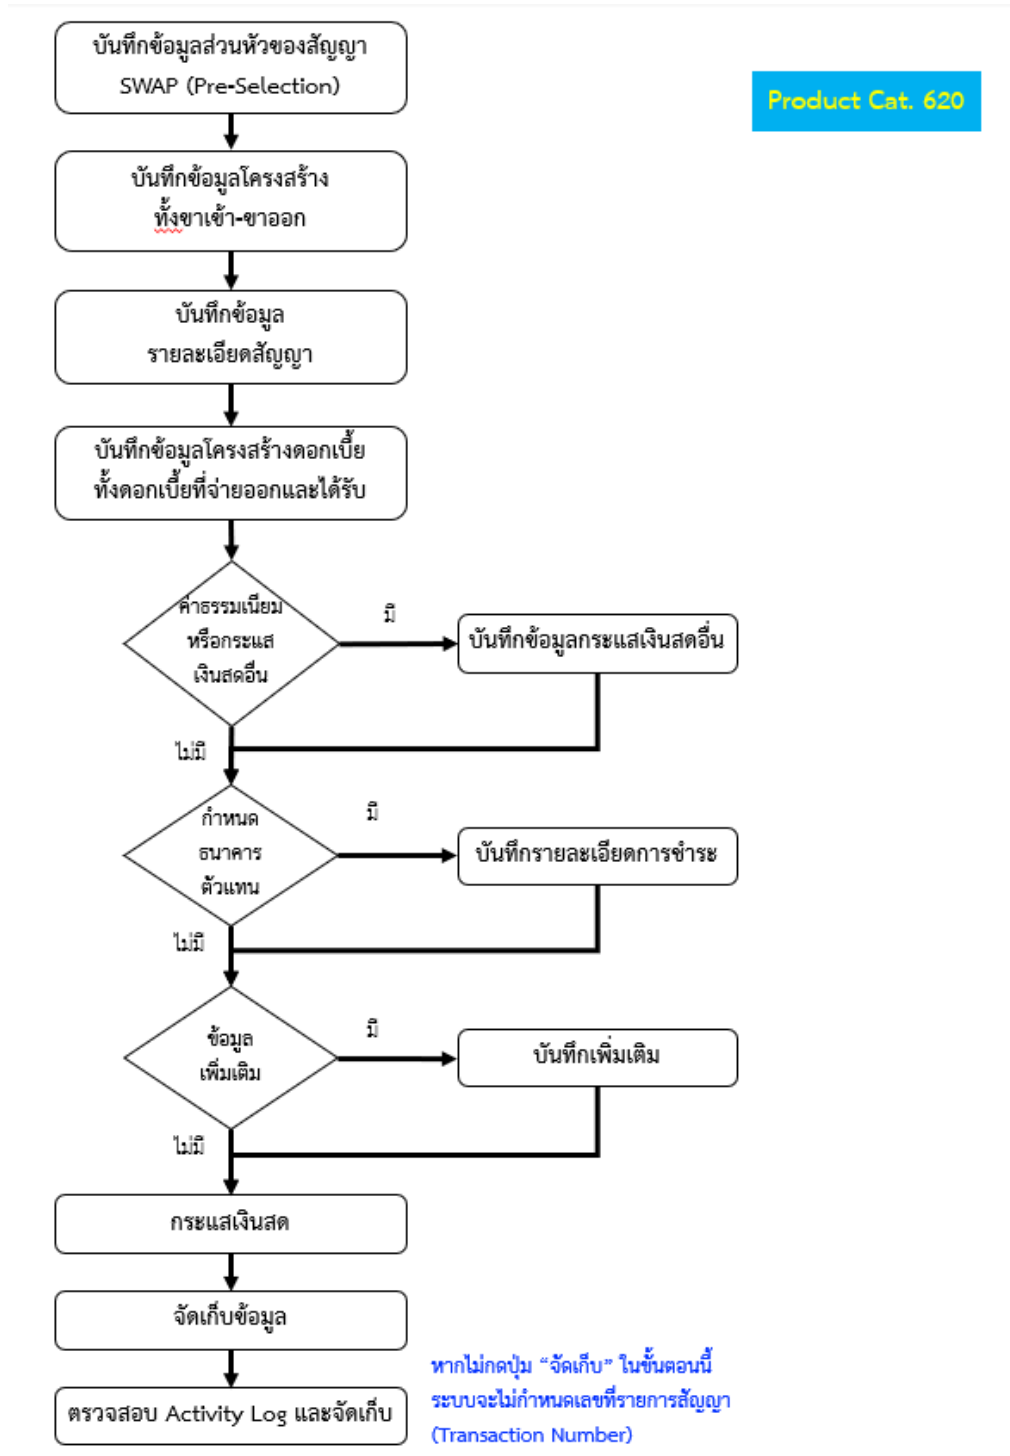 บันทึกข้อมูลส่วนหัวของสัญญา
SWAP (Pre-Selection)
Product Cat. 620
บันทึกข้อมูลโครงสร้าง
ทั้งขาเข้า-ขาออก
บันทึกข้อมูล
รายละเอียดสัญญา
บันทึกข้อมูลโครงสร้างดอกเบี้ย
ทั้งดอกเบี้ยที่จ่ายออกและได้รับ
ค่าธรรมเนียม
หรือกระแส
เงินสดอื่น
มี
บันทึกข้อมูลกระแสเงินสดอื่น
ไม่มี
กำหนด
ธนาคาร
ตัวแทน
มี
บันทึกรายละเอียดการชำระ
ไม่มี
ข้อมูล
เพิ่มเติม
มี
บันทึกเพิ่มเติม
ไม่มี
กระแสเงินสด
จัดเก็บข้อมูล
ตรวจสอบ Activity Log และจัดเก็บ
หากไม่กดปุ่ม “จัดเก็บ” ในขั้นตอนนี้
ระบบจะไม่กำหนดเลขที่รายการสัญญา
(Transaction Number)